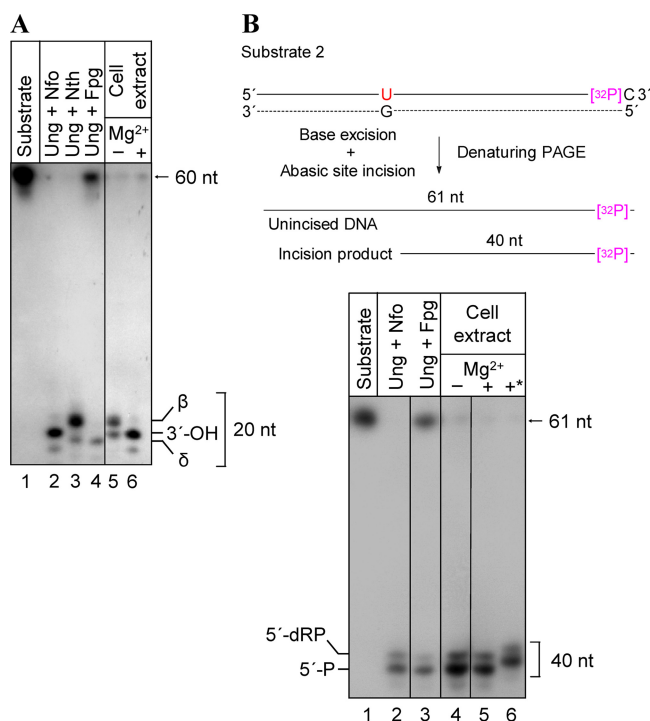 A
Substrate
Ung + Nfo
Ung + Nth
Ung + Fpg
Cell extract
Mg2+
− +
← 60 nt
β
3´-OH
δ
20 nt
1 2 3 4 5 6
B
Substrate 2
5´ U [32P]C 3´
3´ G 5´
Base excision
+
Abasic site incision
Denaturing PAGE
61 nt
[32P]-
Unincised DNA
40 nt
Incision product [32P]-
Substrate
Ung + Nfo
Ung + Fpg
Cell
extract
Mg2+
− + +*
← 61 nt
5´-dRP
5´-P
40 nt
1 2 3 4 5 6